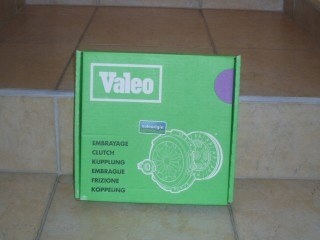 Valeo
EMBRAYAGE
CLUTCH
KUPPLUNG
EMBRAGUE
FRIZIONE
KOPPELING